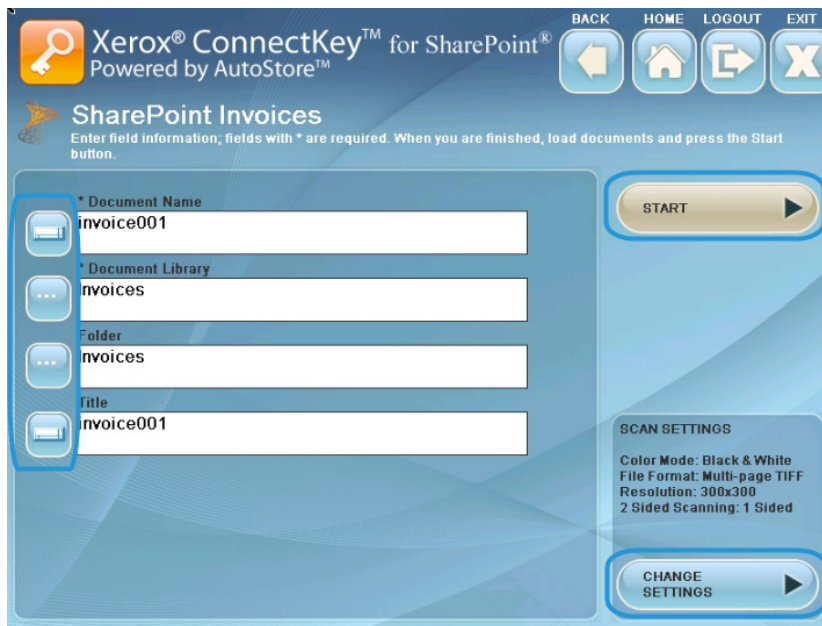 BACK HOME LOGOUT EXIT
Xerox® ConnectKey™ for SharePoint®
Powered by AutoStore™
SharePoint Invoices
Enter field information; fields with * are required. When you are finished, load documents and press the Start
button.
* Document Name
invoice001
* Document Library
Invoices
Folder
Invoices
Title
invoice001
START
SCAN SETTINGS
Color Mode: Black & White
File Format: Multi-page TIFF
Resolution: 300x300
2 Sided Scanning: 1 Sided
CHANGE
SETTINGS